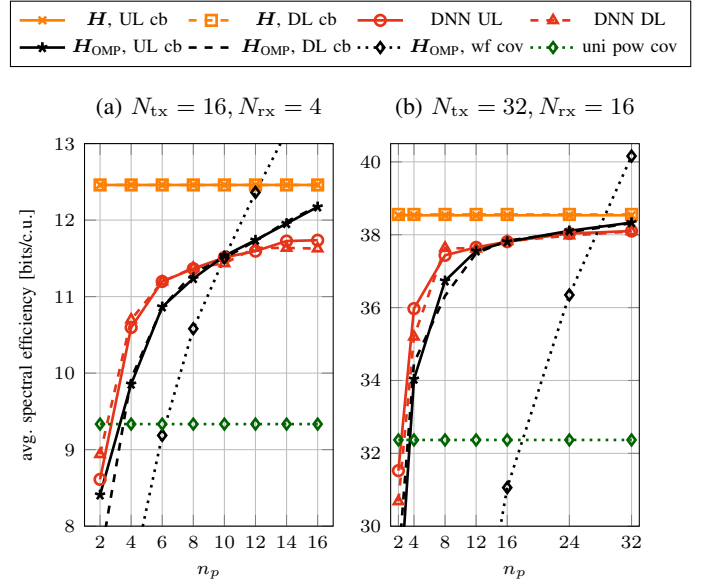 H, UL cb H, DL cb DNN UL DNN DL
H_OMP, UL cb H_OMP, DL cb H_OMP, wf cov uni pow cov
(a) N_tx = 16, N_rx = 4 (b) N_tx = 32, N_rx = 16
avg. spectral efficiency [bits/c.u.]
13
12
11
10
9
8
2 4 6 8 10 12 14 16
n_p
40
38
36
34
32
30
2 4 8 12 16 24 32
n_p